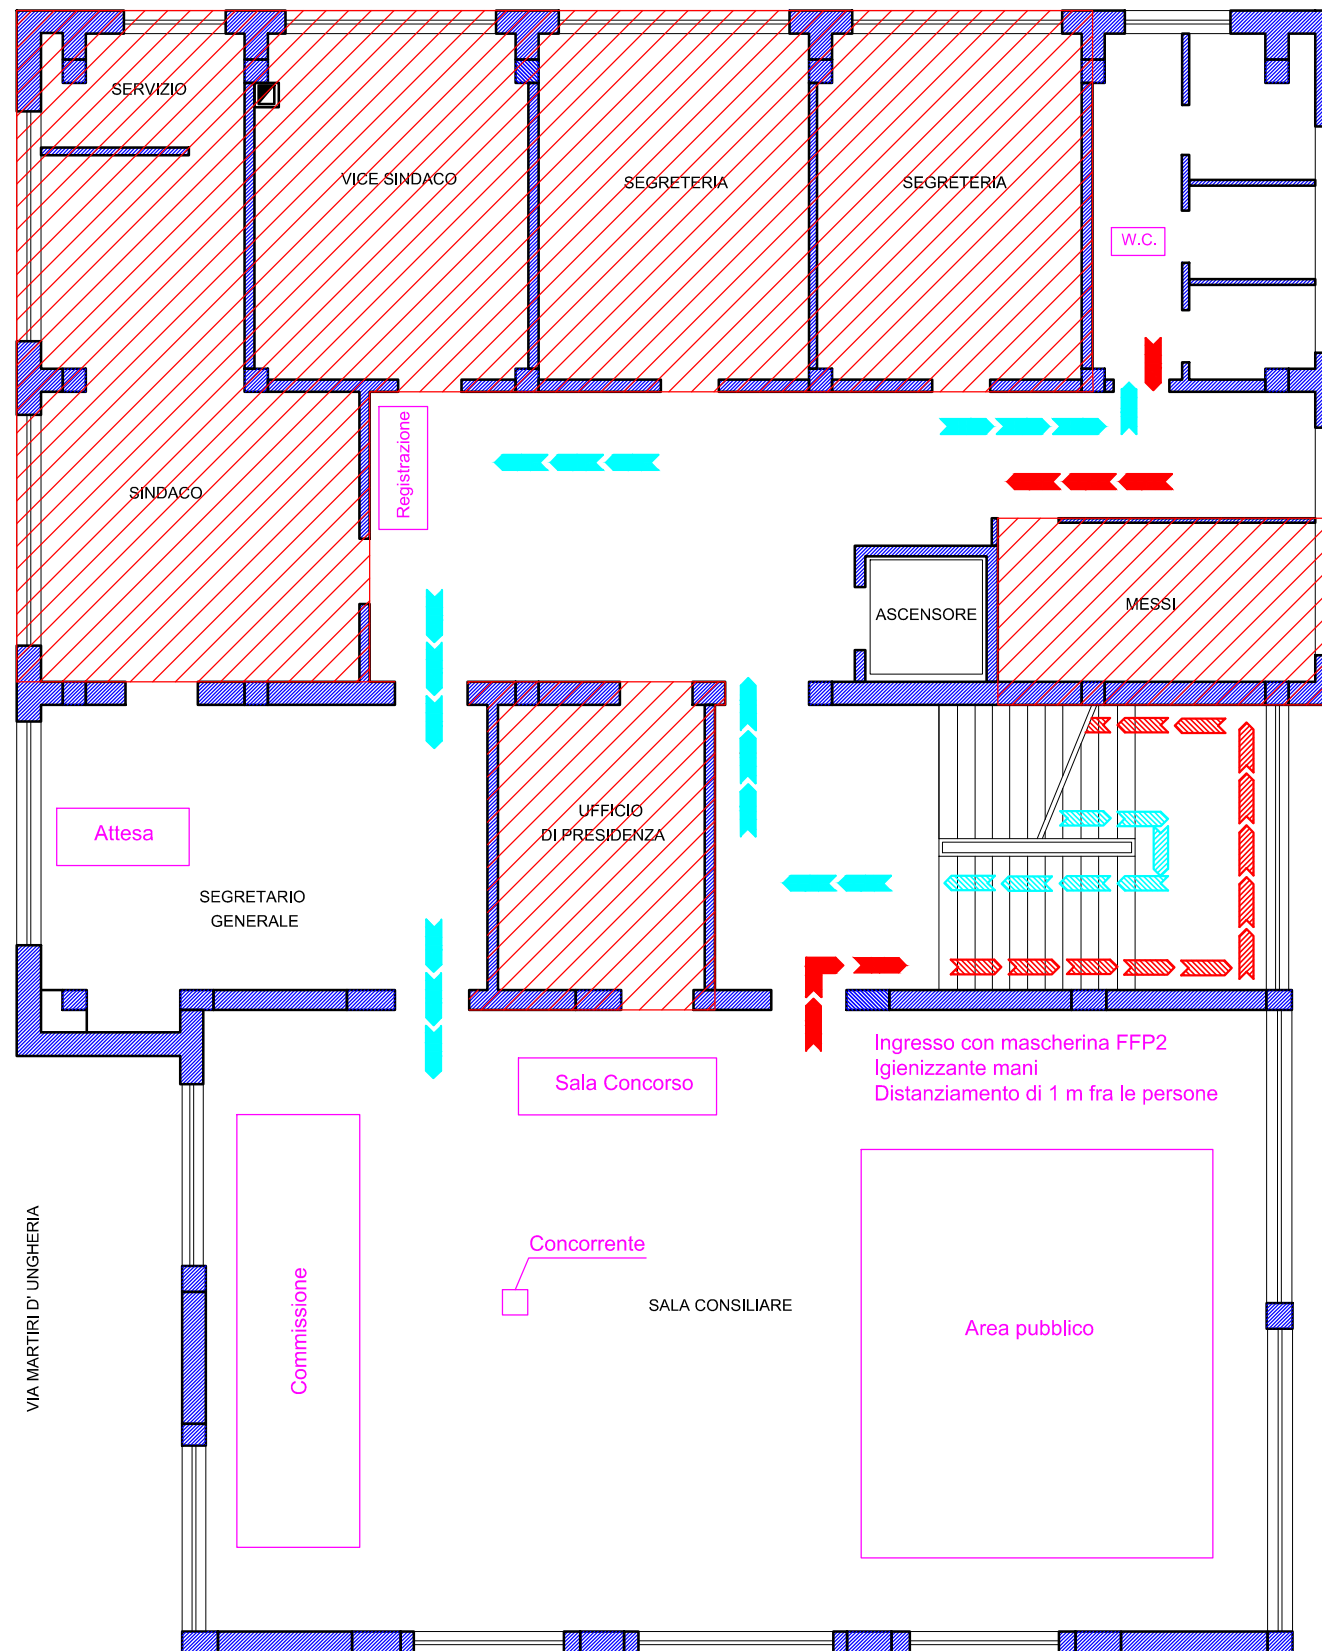 SERVIZIO
VICE SINDACO
SEGRETERIA
SEGRETERIA
W.C.
Registrazione
SINDACO
ASCENSORE
MESSI
Attesa
UFFICIO
DI PRESIDENZA
SEGRETARIO
GENERALE
Ingresso con mascherina FFP2
Igienizzante mani
Distanziamento di 1 m fra le persone
Sala Concorso
Concorrente
SALA CONSILIARE
Commissione
Area pubblico
VIA MARTIRI D' UNGHERIA